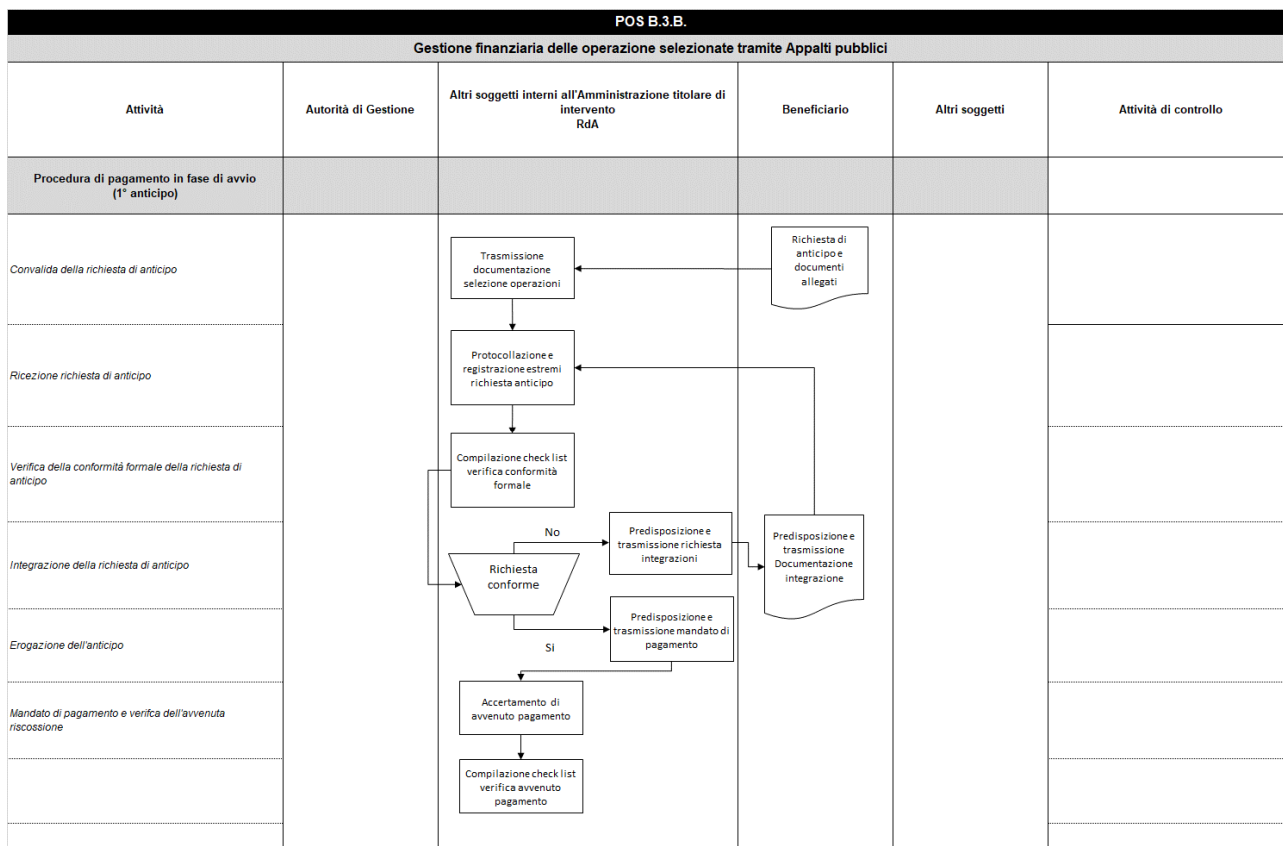 POS B.3.B.
Gestione finanziaria delle operazione selezionate tramite Appalti pubblici
Attività
Autorità di Gestione
Altri soggetti interni all'Amministrazione titolare di
intervento
RdA
Beneficiario
Altri soggetti
Attività di controllo
Procedura di pagamento in fase di avvio
(1° anticipo)
Convalida della richiesta di anticipo
Trasmissione
documentazione
selezione operazioni
Richiesta di
anticipo e
documenti
allegati
Ricezione richiesta di anticipo
Protocollazione e
registrazione estremi
richiesta anticipo
Verifica della conformità formale della richiesta di
anticipo
Compilazione check list
verifica conformità
formale
Integrazione della richiesta di anticipo
Richiesta
conforme
No
Predisposizione e
trasmissione richiesta
integrazioni
Predisposizione e
trasmissione
Documentazione
integrazione
Erogazione dell'anticipo
Si
Predisposizione e
trasmissione mandato di
pagamento
Mandato di pagamento e verifca dell'avvenuta
riscossione
Accertamento di
avvenuto pagamento
Compilazione check list
verifica avvenuto
pagamento